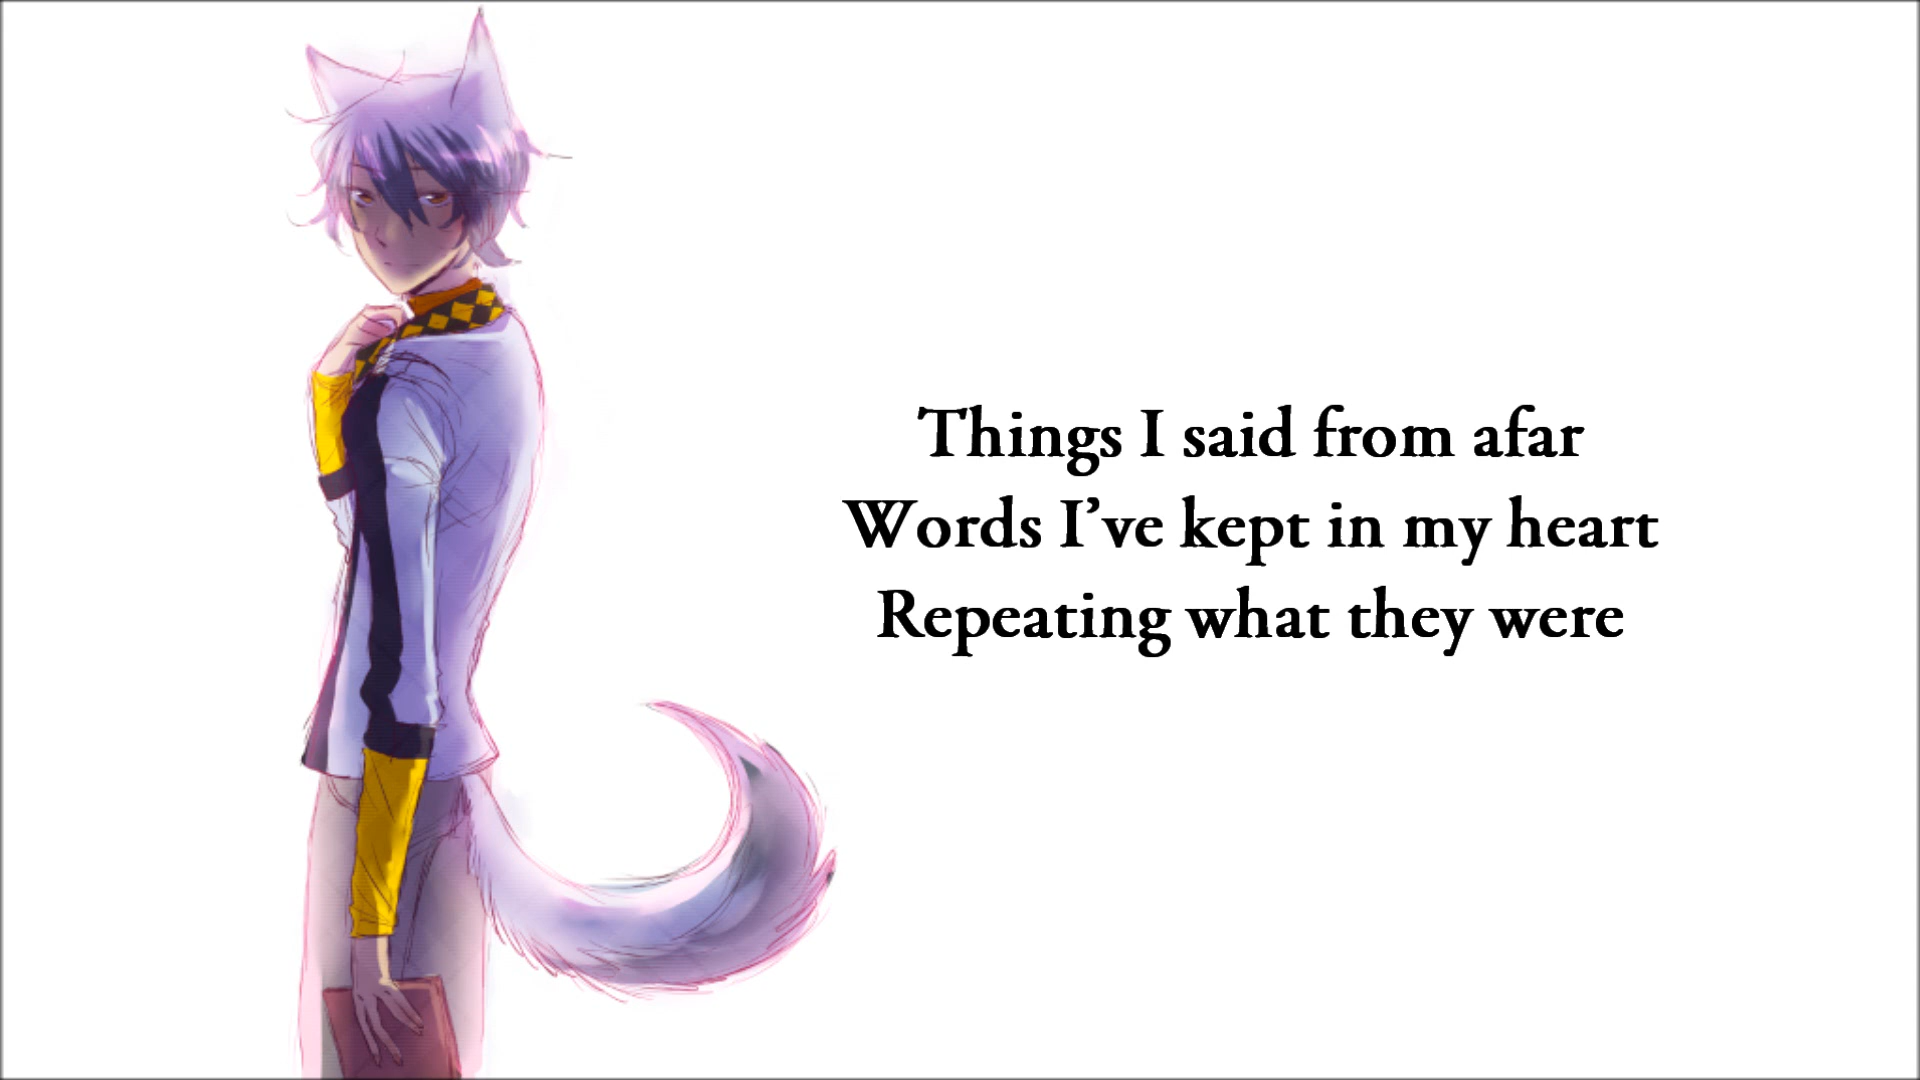 Things I said from afar
Words I’ve kept in my heart
Repeating what they were